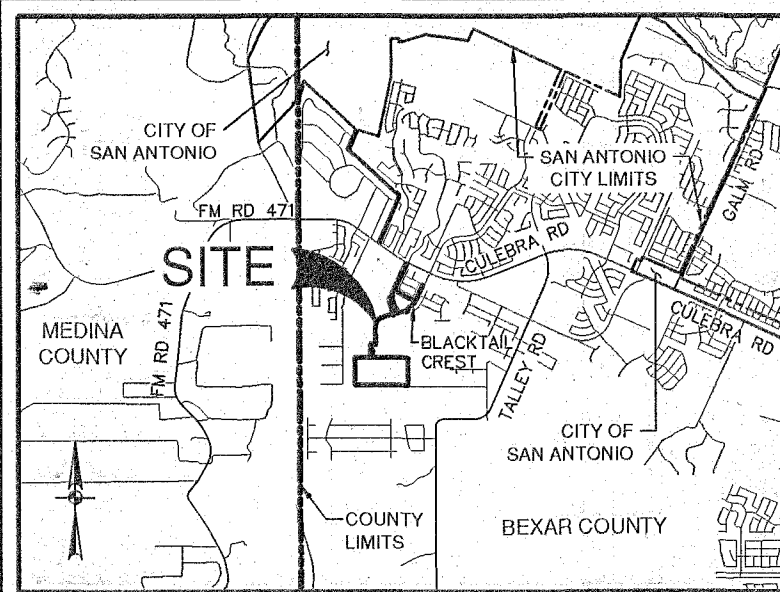 CITY OF
SAN ANTONIO
SAN ANTONIO
CITY LIMITS
GALM RD
FM RD 471
CULEBRA RD
SITE
MEDINA
COUNTY
FM RD 471
BLACKTAIL
CREST
TALLEY RD
CULEBRA RD
CITY OF
SAN ANTONIO
COUNTY
LIMITS
BEXAR COUNTY